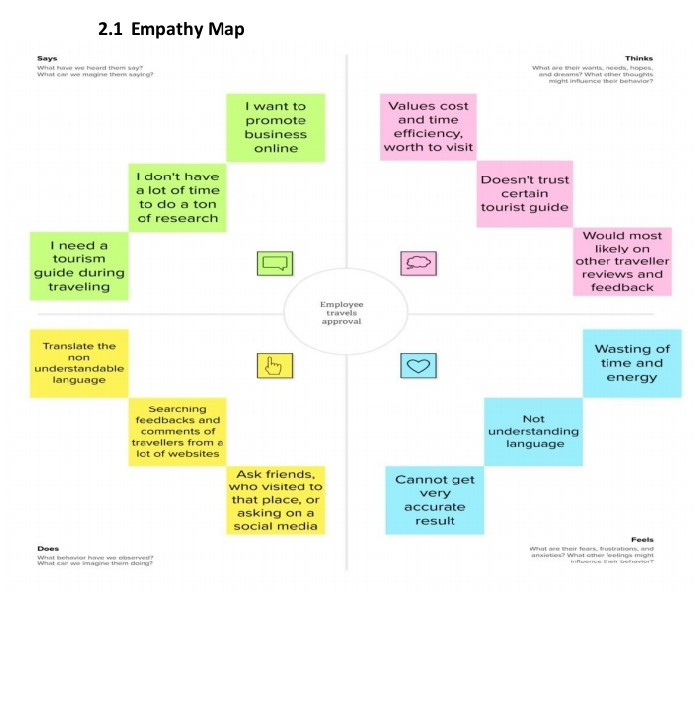 2.1 Empathy Map
Says
What have we heard them say?
What can we magine them saying?
Thinks
What are their wants, needs, hopes,
and dreams? What other thoughts
might influence their behavior?
I want to
promote
business
online
I don't have
a lot of time
to do a ton
of research
I need a
tourism
guide during
traveling
Values cost
and time
efficiency,
worth to visit
Doesn't trust
certain
tourist guide
Would most
likely on
other traveller
reviews and
feedback
Employee
travels
approval
Translate the
non
understandable
language
Searching
feedbacks and
comments of
travellers from a
lot of websites
Ask friends,
who visited to
that place, or
asking on a
social media
Wasting of
time and
energy
Not
understanding
language
Cannot get
very
accurate
result
Does
What behavior have we observed?
What can we imagine them doing?
Feels
What are their fears, frustrations, and
anxieties? What other feelings might
influence their behavior?